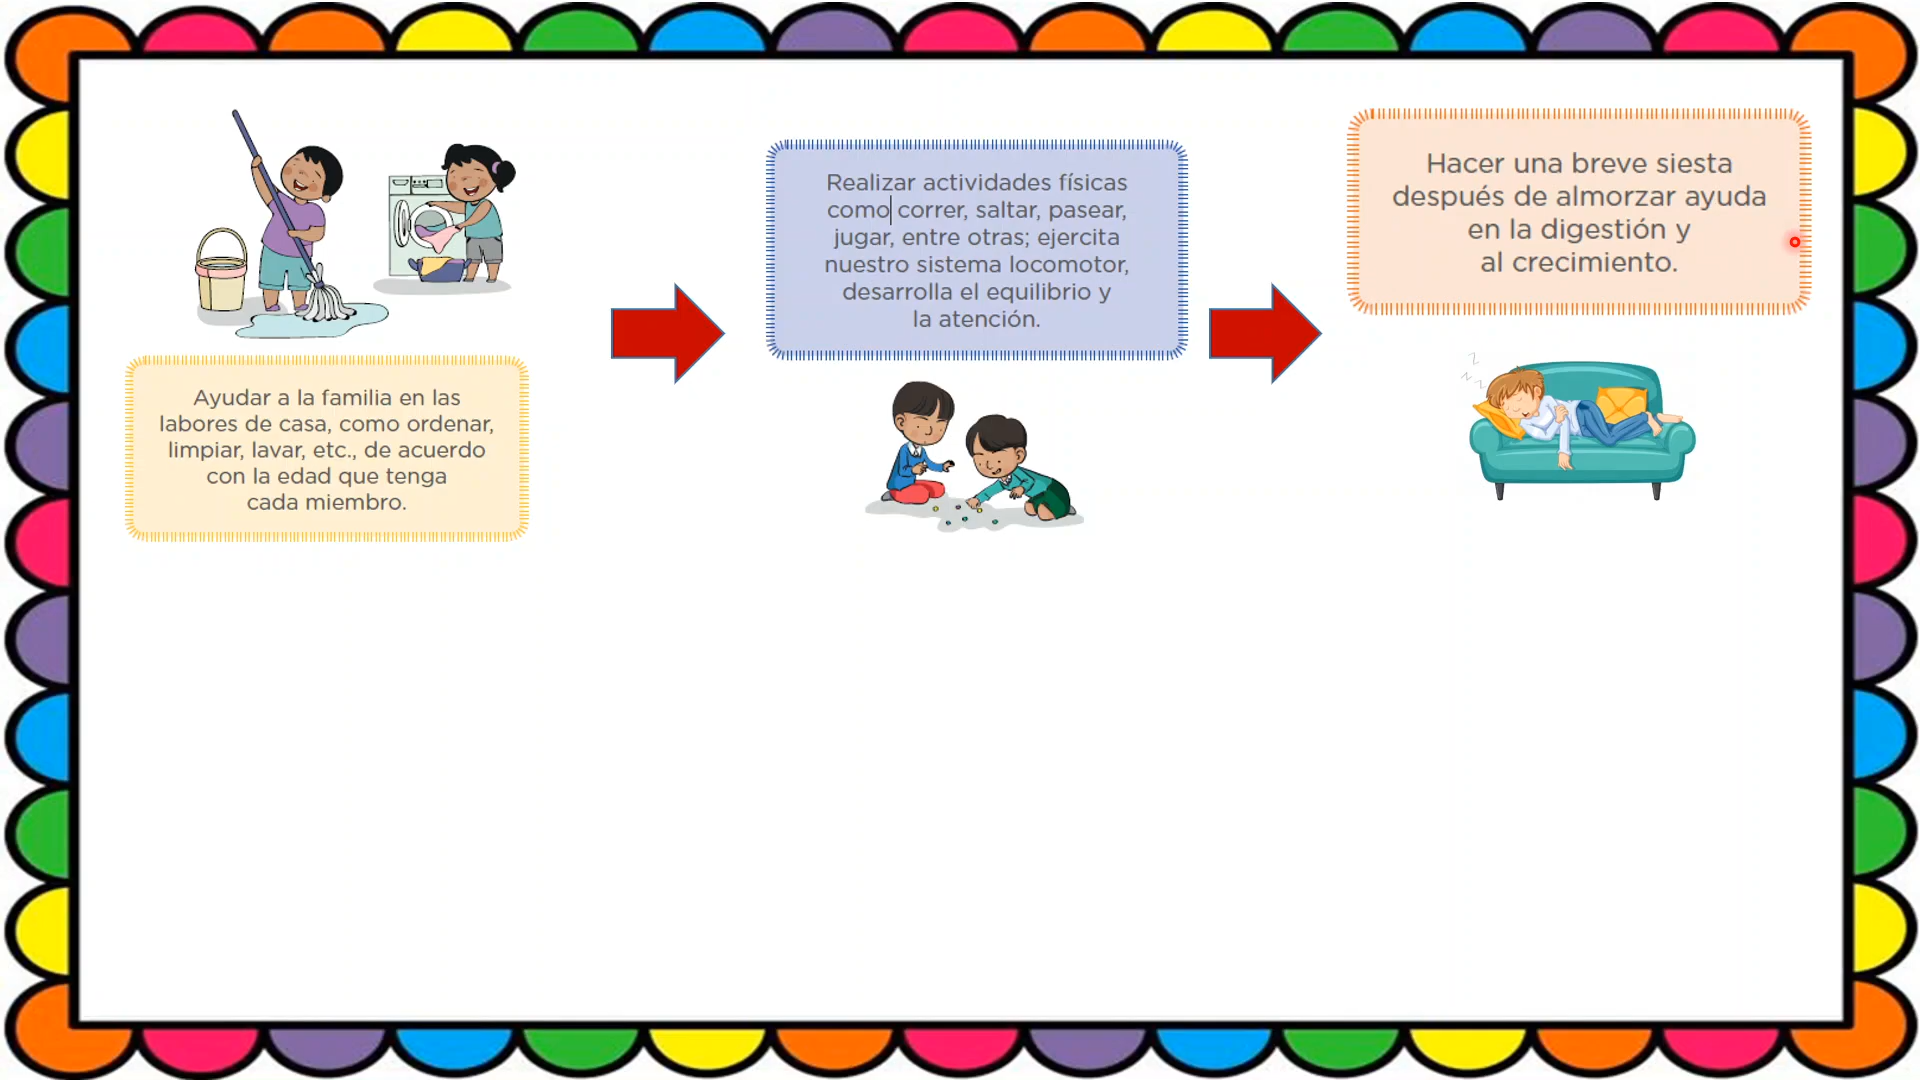 Ayudar a la familia en las
labores de casa, como ordenar,
limpiar, lavar, etc., de acuerdo
con la edad que tenga
cada miembro.
Realizar actividades físicas
como correr, saltar, pasear,
jugar, entre otras; ejercita
nuestro sistema locomotor,
desarrolla el equilibrio y
la atención.
Hacer una breve siesta
después de almorzar ayuda
en la digestión y
al crecimiento.
z
z
z